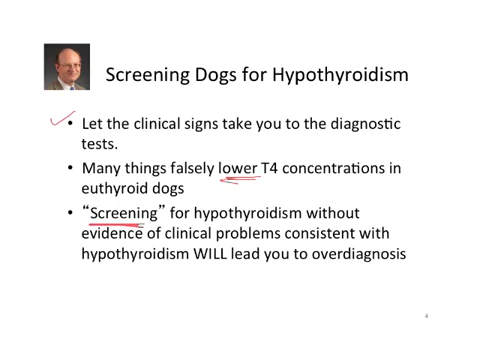 Screening Dogs for Hypothyroidism
• Let the clinical signs take you to the diagnostic
tests.
• Many things falsely lower T4 concentrations in
euthyroid dogs
• “Screening” for hypothyroidism without
evidence of clinical problems consistent with
hypothyroidism WILL lead you to overdiagnosis
4